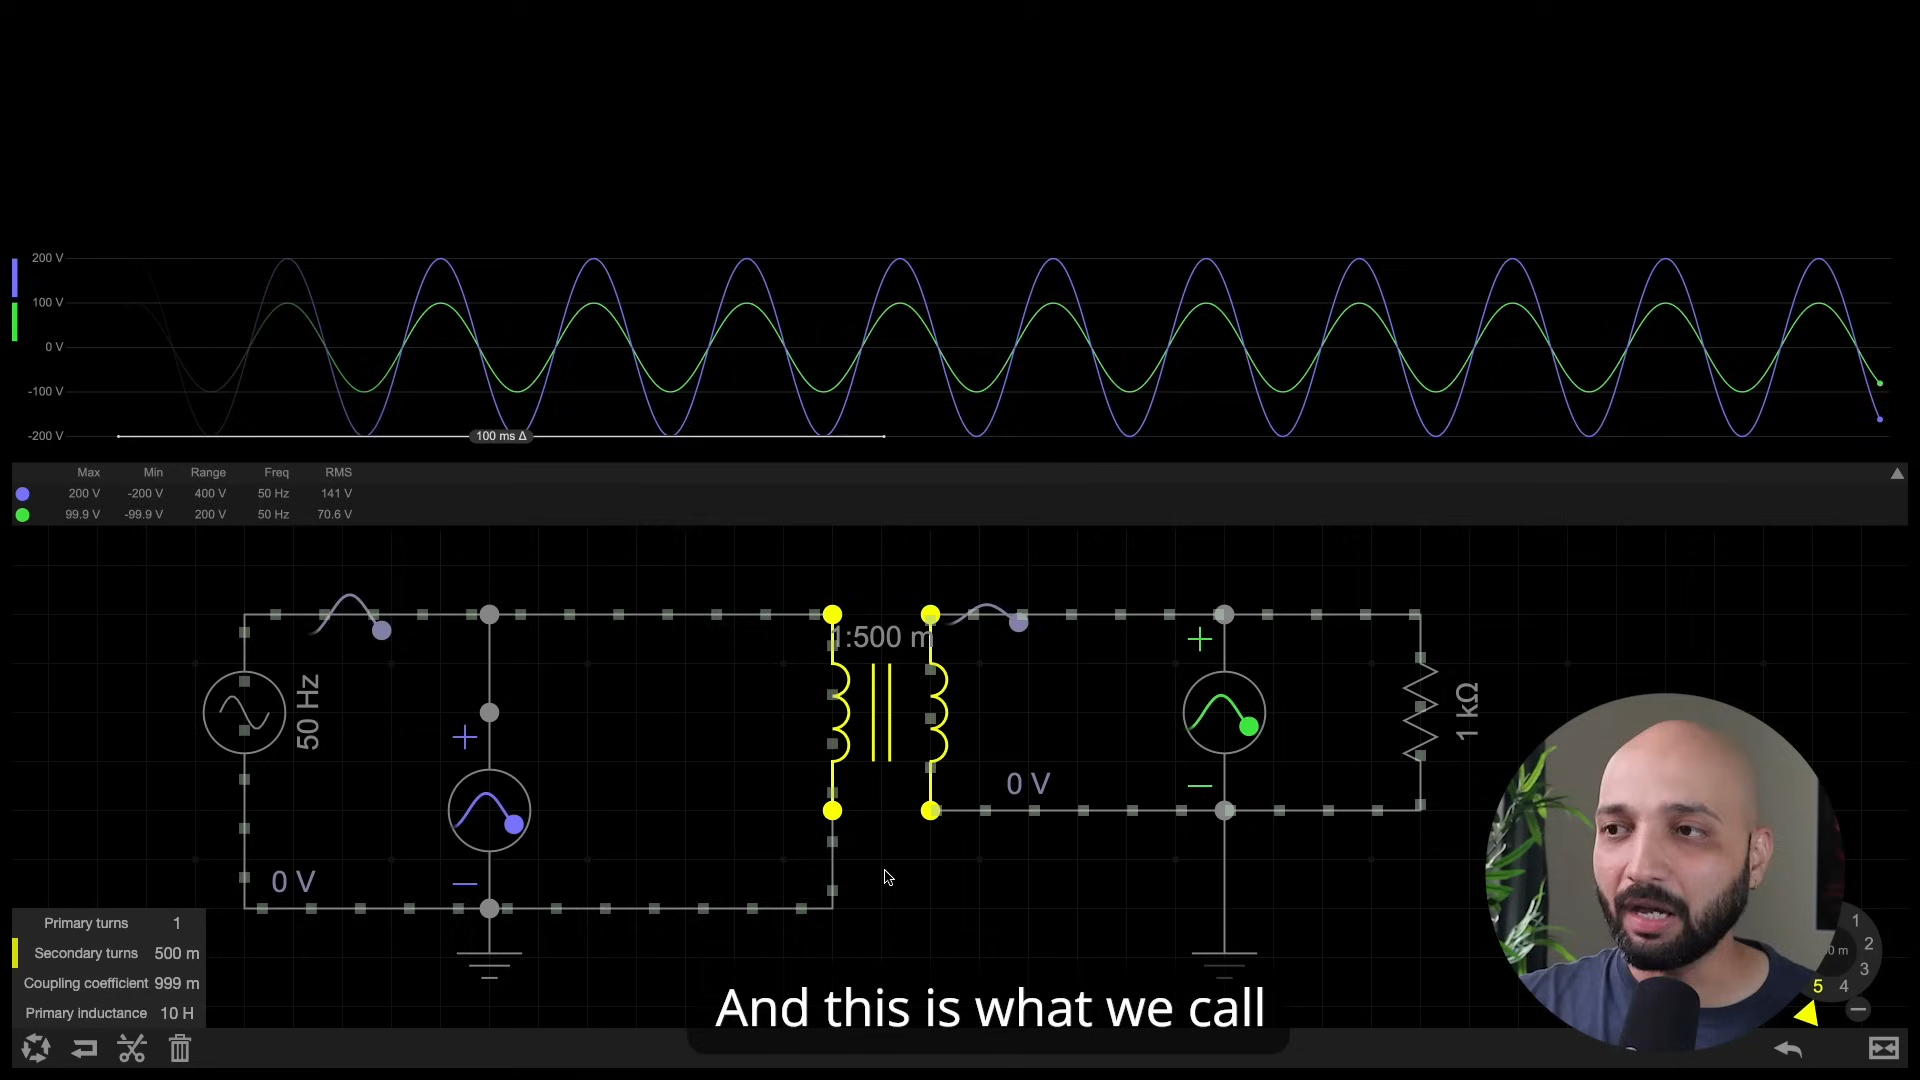 200 V
100 V
0 V
-100 V
-200 V
100 ms Δ
Max Min Range Freq RMS
200 V -200 V 400 V 50 Hz 141 V
99.9 V -99.9 V 200 V 50 Hz 70.6 V
1:500 m
50 Hz
1 kΩ
0 V
0 V
Primary turns 1
Secondary turns 500 m
Coupling coefficient 999 m
Primary inductance 10 H
1
2
0 m
3
5 4
And this is what we call